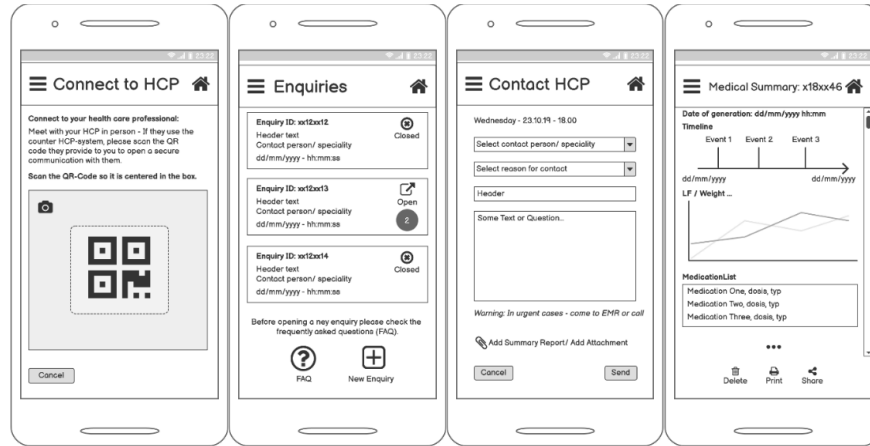 23:22
Connect to HCP
Connect to your health care professional:
Meet with your HCP in person - If they use the
counter HCP-system, please scan the QR
code they provide to you to open a secure
communication with them.
Scan the QR-Code so it is centered in the box.
Cancel
23:22
Enquiries
Enquiry ID: xx12xx12
Header text
Contact person/ speciality
dd/mm/yyyy - hh:mm:ss
Closed
Enquiry ID: xx12xx13
Header text
Contact person/ speciality
dd/mm/yyyy - hh:mm:ss
Open
2
Enquiry ID: xx12xx14
Header text
Contact person/ speciality
dd/mm/yyyy - hh:mm:ss
Closed
Before opening a ney enquiry please check the
frequently asked questions (FAQ).
FAQ
New Enquiry
23:22
Contact HCP
Wednesday - 23.10.19 - 18.00
Select contact person/ speciality
Select reason for contact
Header
Some Text or Question...
Warning: In urgent cases - come to EMR or call
Add Summary Report/ Add Attachment
Cancel
Send
23:22
Medical Summary: x18xx46
Date of generation: dd/mm/yyyy hh:mm
Timeline
Event 1 Event 2 Event 3
dd/mm/yyyy dd/mm/yyyy
LF / Weight ...
MedicationList
Medication One, dosis, typ
Medication Two, dosis, typ
Medication Three, dosis, typ
Delete Print Share